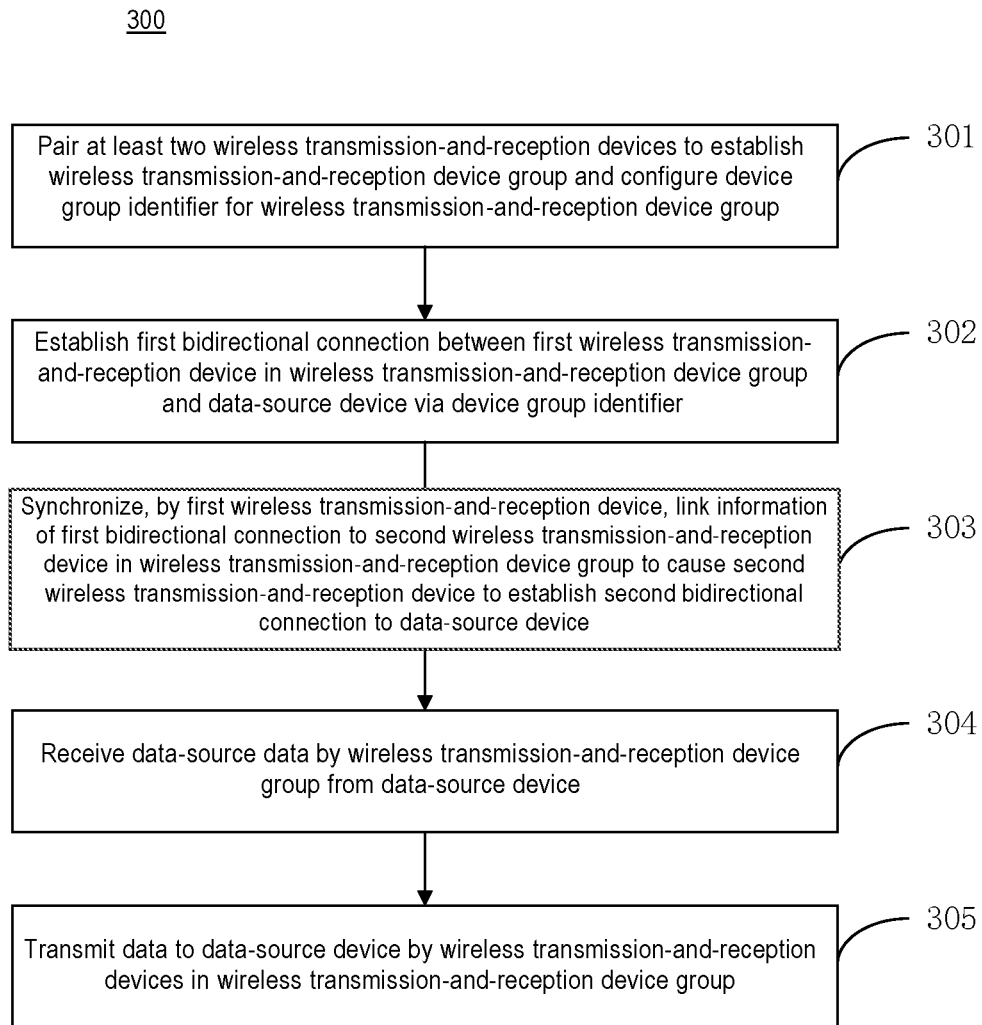 300
Pair at least two wireless transmission-and-reception devices to establish
wireless transmission-and-reception device group and configure device
group identifier for wireless transmission-and-reception device group
301
Establish first bidirectional connection between first wireless transmission-
and-reception device in wireless transmission-and-reception device group
and data-source device via device group identifier
302
Synchronize, by first wireless transmission-and-reception device, link information
of first bidirectional connection to second wireless transmission-and-reception
device in wireless transmission-and-reception device group to cause second
wireless transmission-and-reception device to establish second bidirectional
connection to data-source device
303
Receive data-source data by wireless transmission-and-reception device
group from data-source device
304
Transmit data to data-source device by wireless transmission-and-reception
devices in wireless transmission-and-reception device group
305